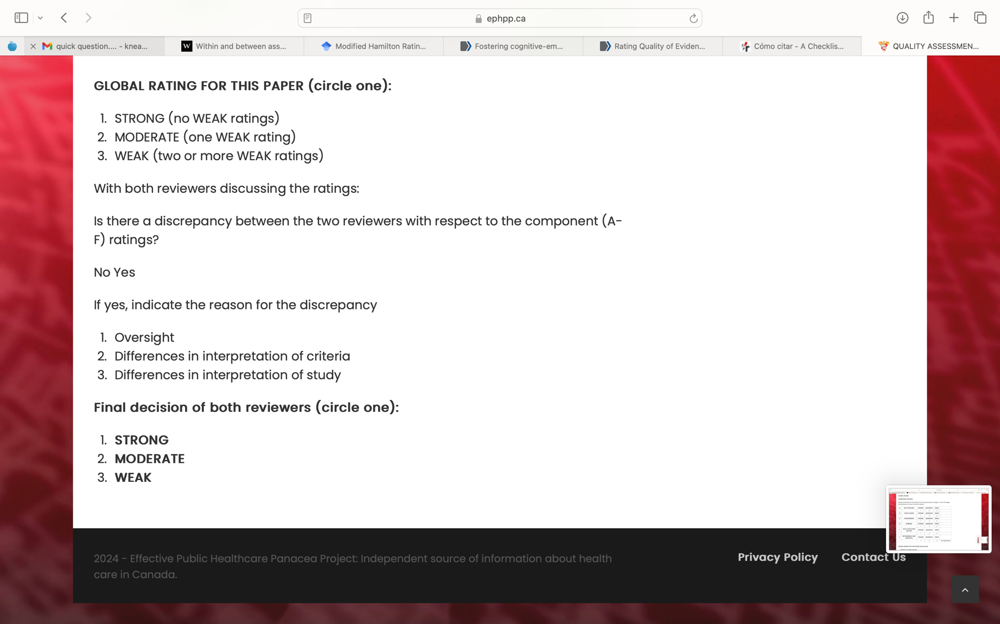 ephpp.ca
quick question.... - knea...
W Within and between ass...
Modified Hamilton Ratin...
Fostering cognitive-em...
Rating Quality of Eviden...
Cómo citar - A Checklis...
QUALITY ASSESSMEN...
GLOBAL RATING FOR THIS PAPER (circle one):
1. STRONG (no WEAK ratings)
2. MODERATE (one WEAK rating)
3. WEAK (two or more WEAK ratings)
With both reviewers discussing the ratings:
Is there a discrepancy between the two reviewers with respect to the component (A-
F) ratings?
No Yes
If yes, indicate the reason for the discrepancy
1. Oversight
2. Differences in interpretation of criteria
3. Differences in interpretation of study
Final decision of both reviewers (circle one):
1. STRONG
2. MODERATE
3. WEAK
2024 - Effective Public Healthcare Panacea Project: Independent source of information about health
care in Canada.
Privacy Policy
Contact Us